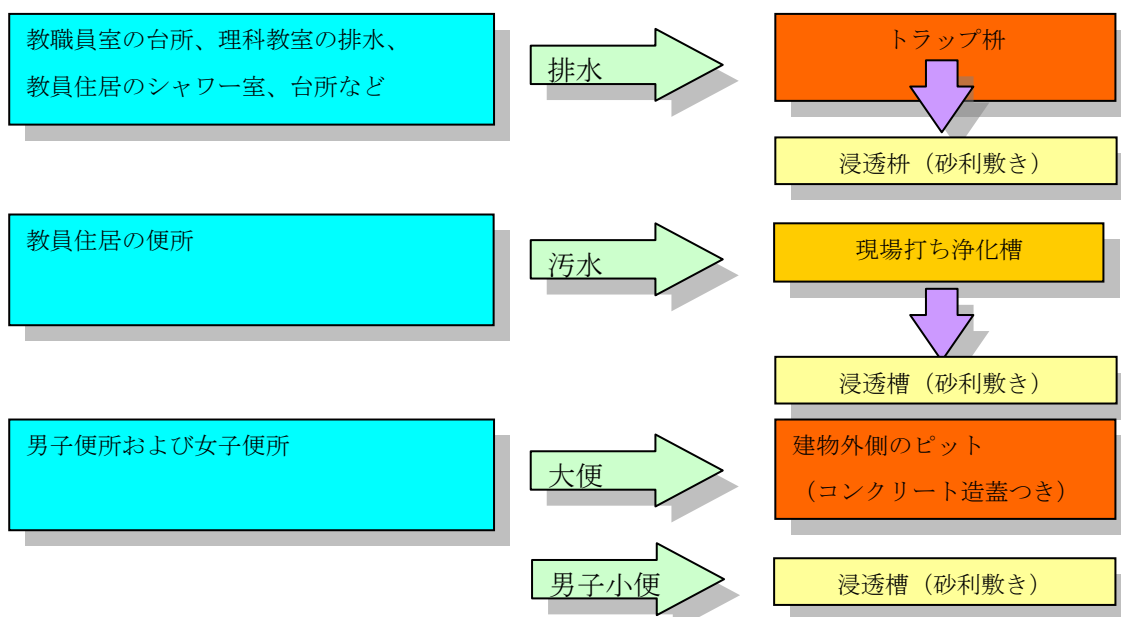 教職員室の台所、理科教室の排水、
教員住居のシャワー室、台所など
排水
トラップ枡
浸透枡（砂利敷き）
教員住居の便所
汚水
現場打ち浄化槽
浸透槽（砂利敷き）
男子便所および女子便所
大便
建物外側のピット
（コンクリート造蓋つき）
男子小便
浸透槽（砂利敷き）